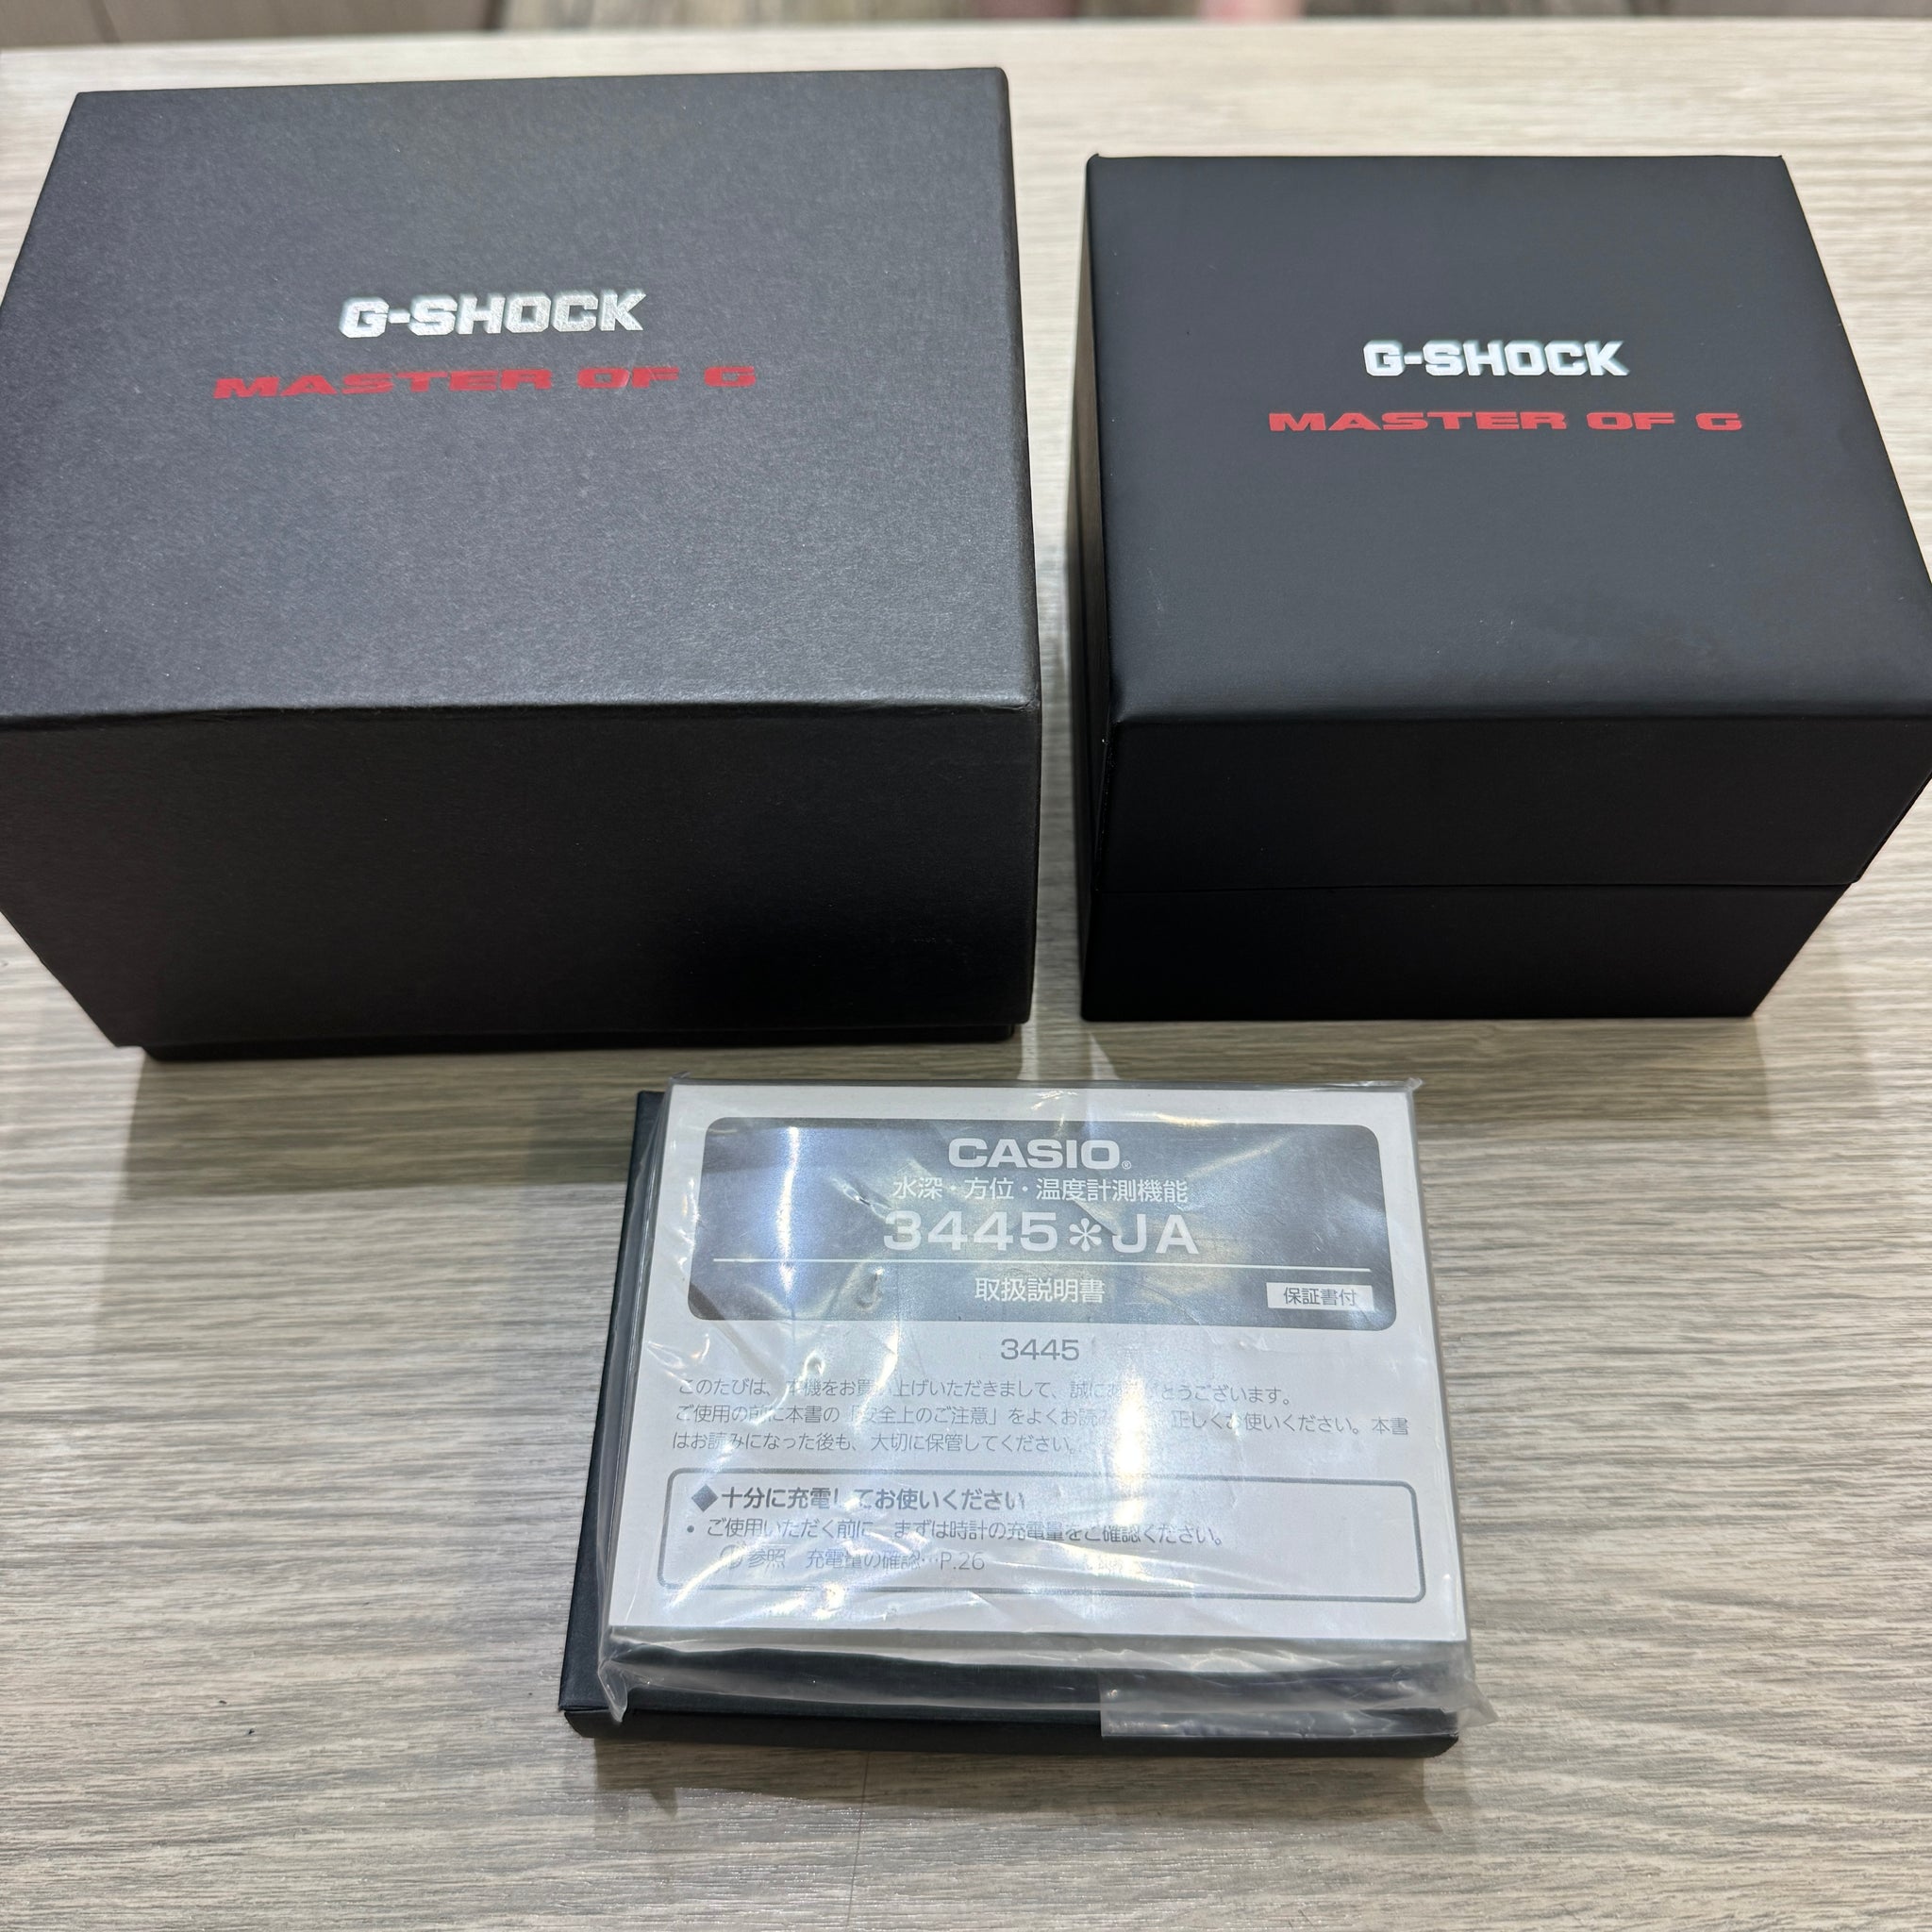 G-SHOCK
MASTER OF G
G-SHOCK
MASTER OF G
CASIO®
水深・方位・温度計測機能
3445＊JA
取扱説明書
保証書付
3445
このたびは、本機をお買い上げいただきまして、誠にありがとうございます。
ご使用の前に本書の「安全上のご注意」をよくお読み 正しくお使いください。本書
はお読みになった後も、大切に保管してください。
◆十分に充電してお使いください
• ご使用いただく前に、まずは時計の充電量をご確認ください。
参照 充電量の確認…P.26